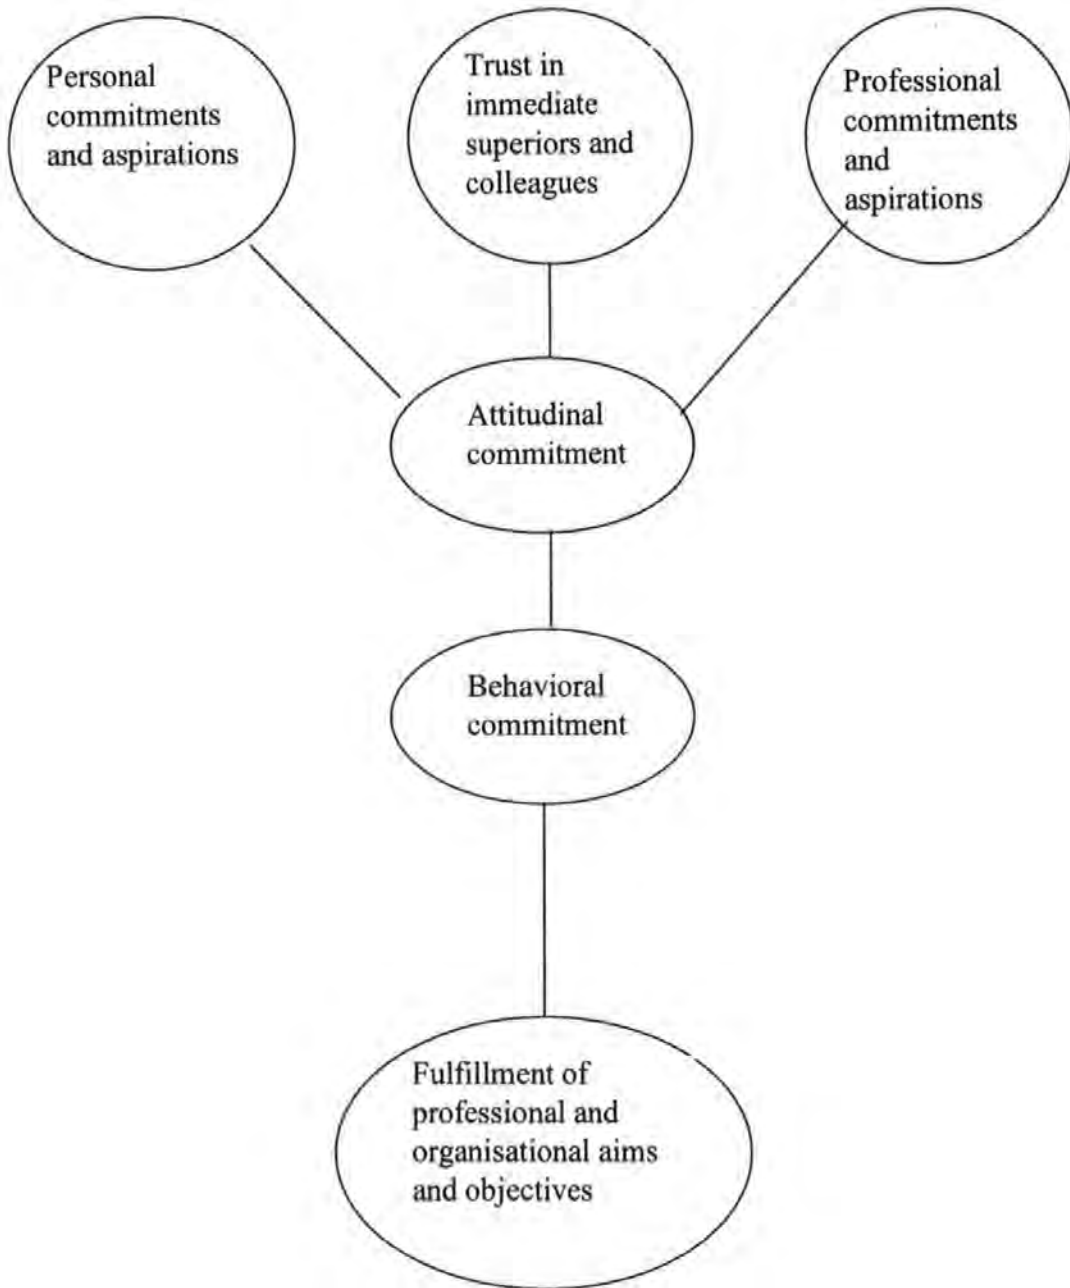 Personal
commitments
and aspirations
Trust in
immediate
superiors and
colleagues
Professional
commitments
and
aspirations
Attitudinal
commitment
Behavioral
commitment
Fulfillment of
professional and
organisational aims
and objectives